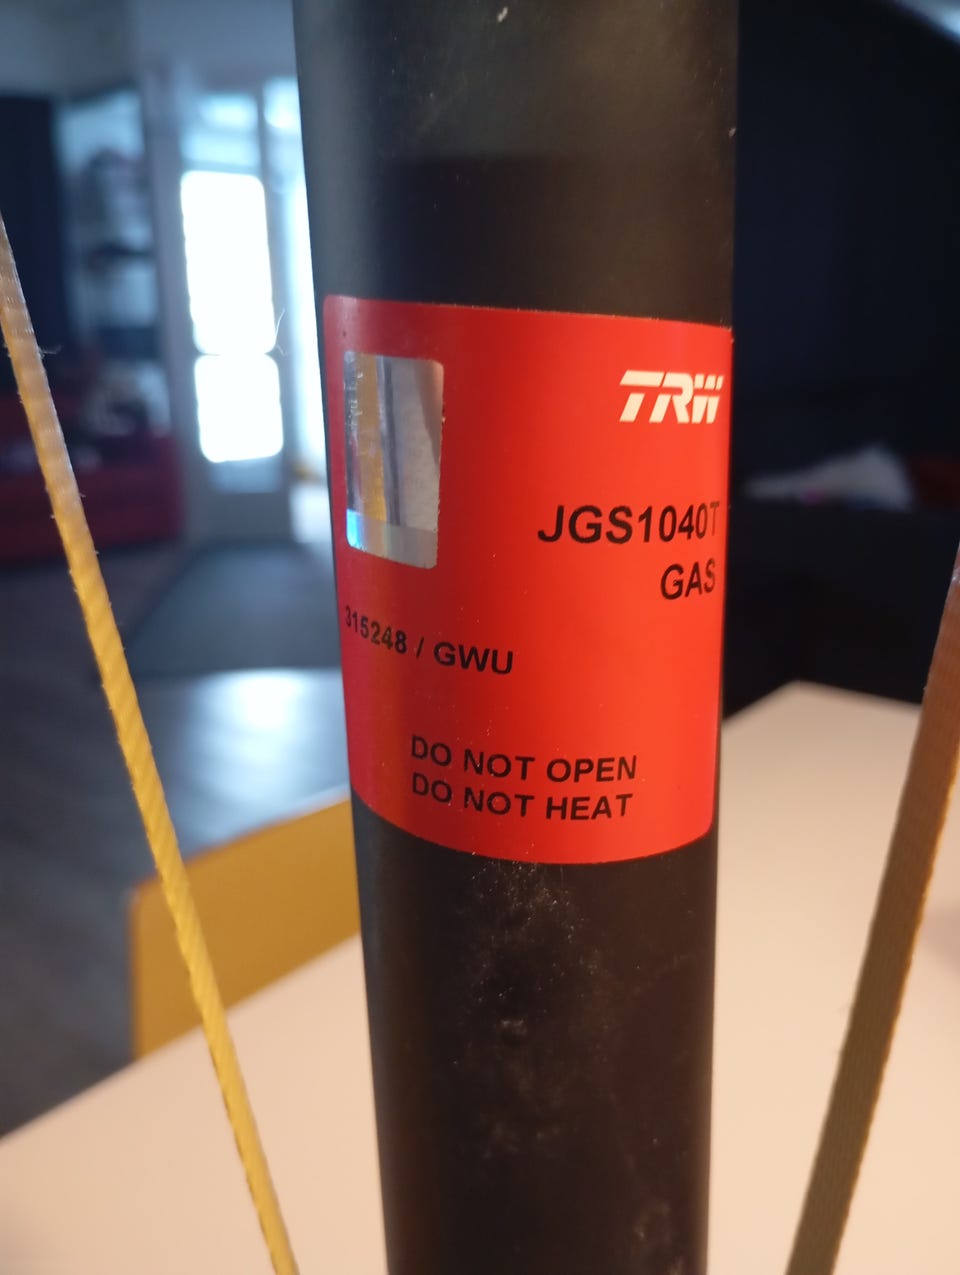 TRW
JGS1040T
GAS
315248 / GWU
DO NOT OPEN
DO NOT HEAT